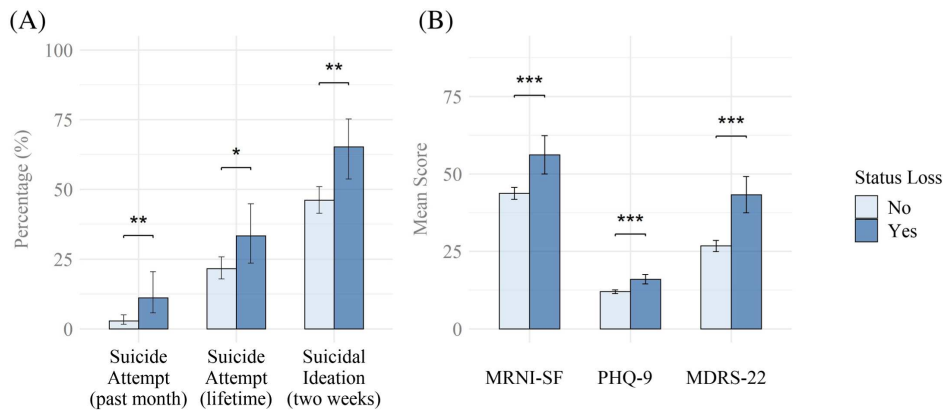 (A)
Percentage (%)
100
75
50
25
0
**
*
**
Suicide
Attempt
(past month)
Suicide
Attempt
(lifetime)
Suicidal
Ideation
(two weeks)
(B)
Mean Score
75
50
25
0
***
***
***
MRNI-SF
PHQ-9
MDRS-22
Status Loss
No
Yes